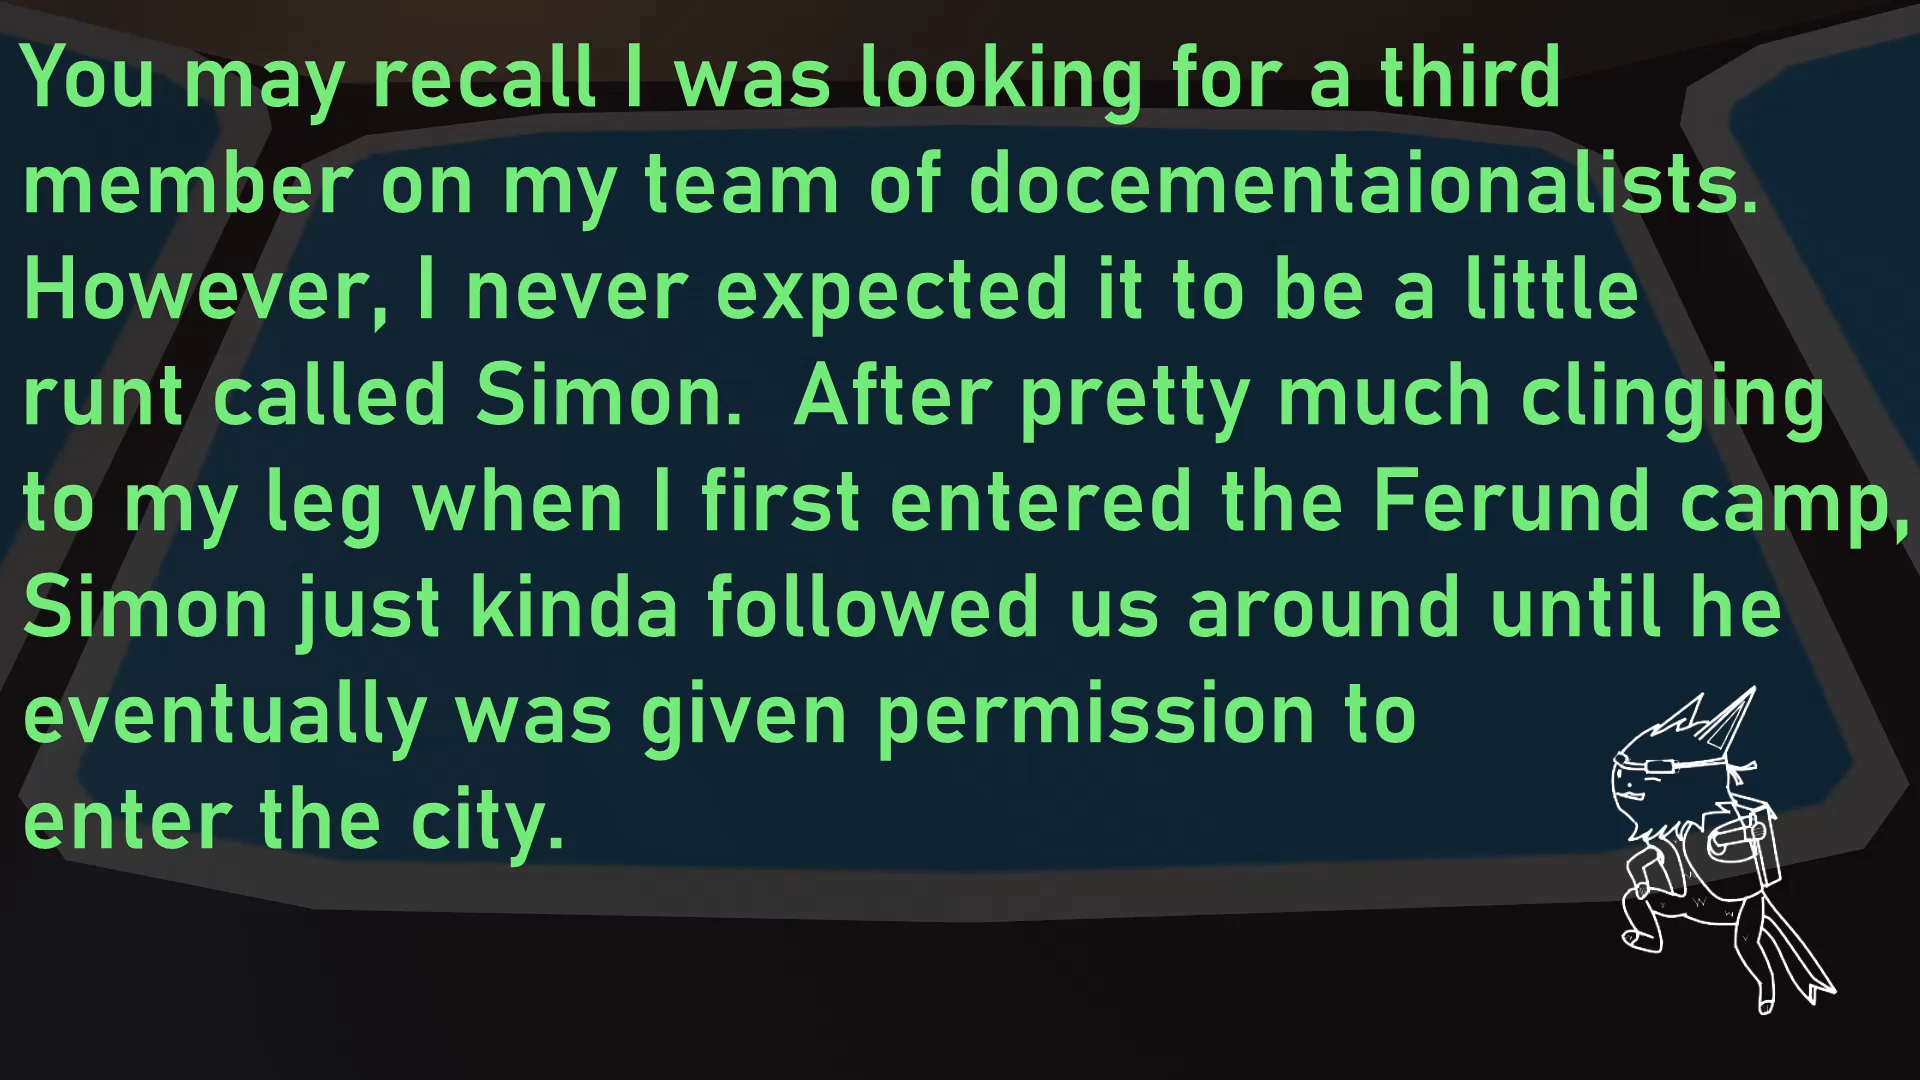 You may recall I was looking for a third
member on my team of docementaionalists.
However, I never expected it to be a little
runt called Simon.  After pretty much clinging
to my leg when I first entered the Ferund camp,
Simon just kinda followed us around until he
eventually was given permission to
enter the city.